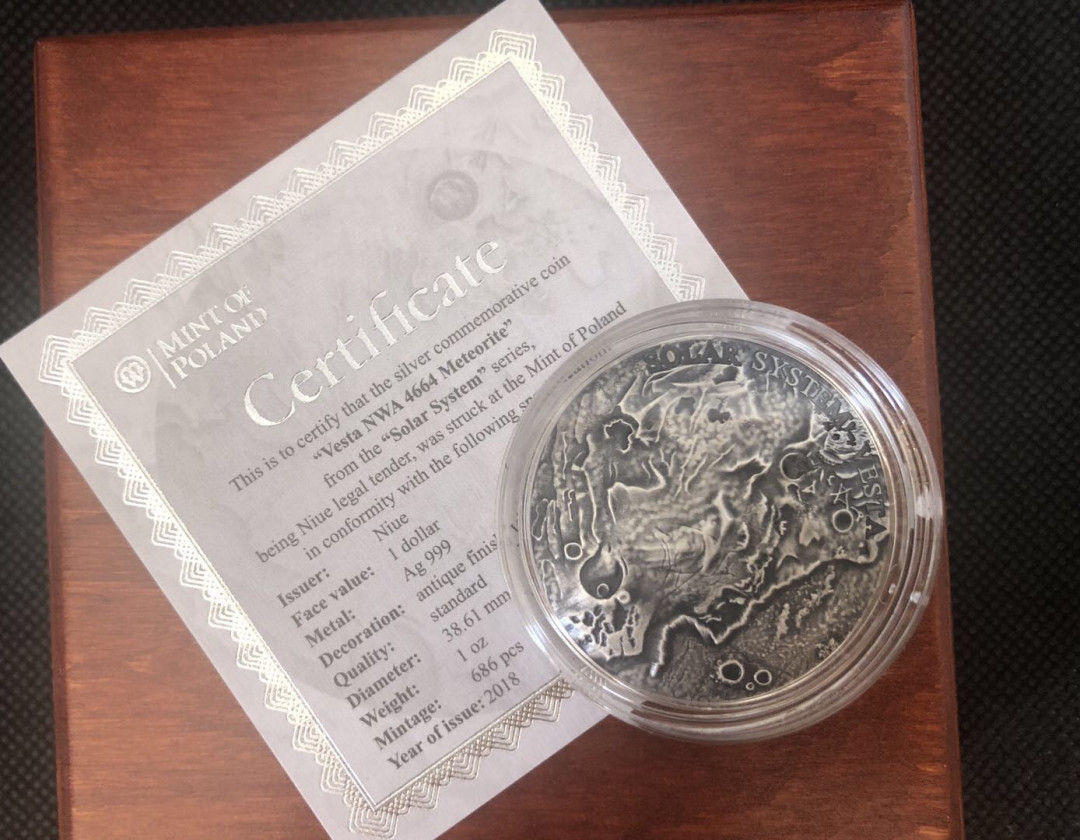 MINT OF
POLAND
Certificate
This is to certify that the silver commemorative coin
"Vesta NWA 4664 Meteorite"
from the "Solar System" series,
being Niue legal tender, was struck at the Mint of Poland
in conformity with the following
Issuer: Niue
Face value: 1 dollar
Metal: Ag 999
Decoration: antique
Quality: standard
Diameter: 38.61 mm
Weight: 1 oz
Mintage: 686 pcs
Year of issue: 2018
SOLAR SYSTEM
VESTA